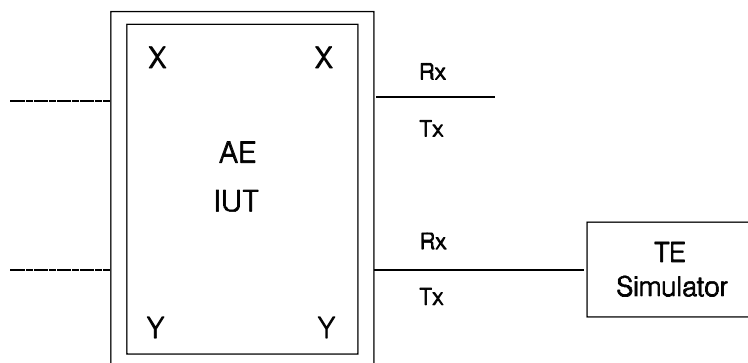 X X
Rx
Tx
AE
IUT
Rx
Tx
TE
Simulator
Y Y